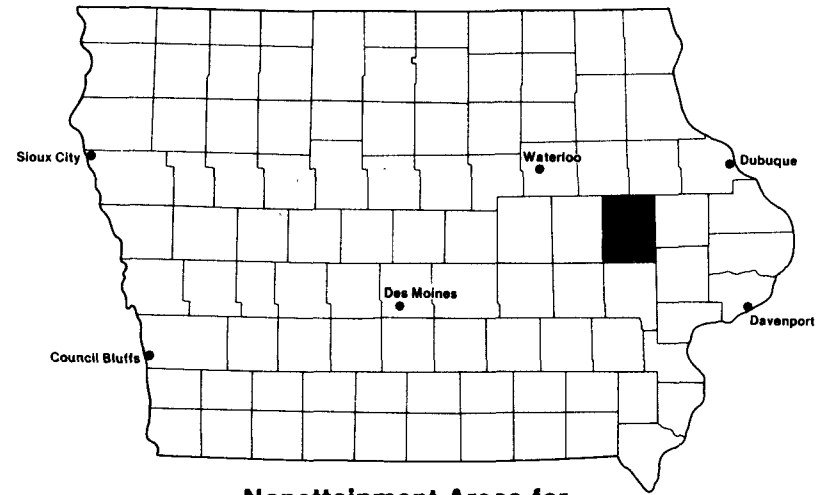 Waterloo
Sioux City
Dubuque
Des Moines
Davenport
Council Bluffs
Nonattainment Areas for